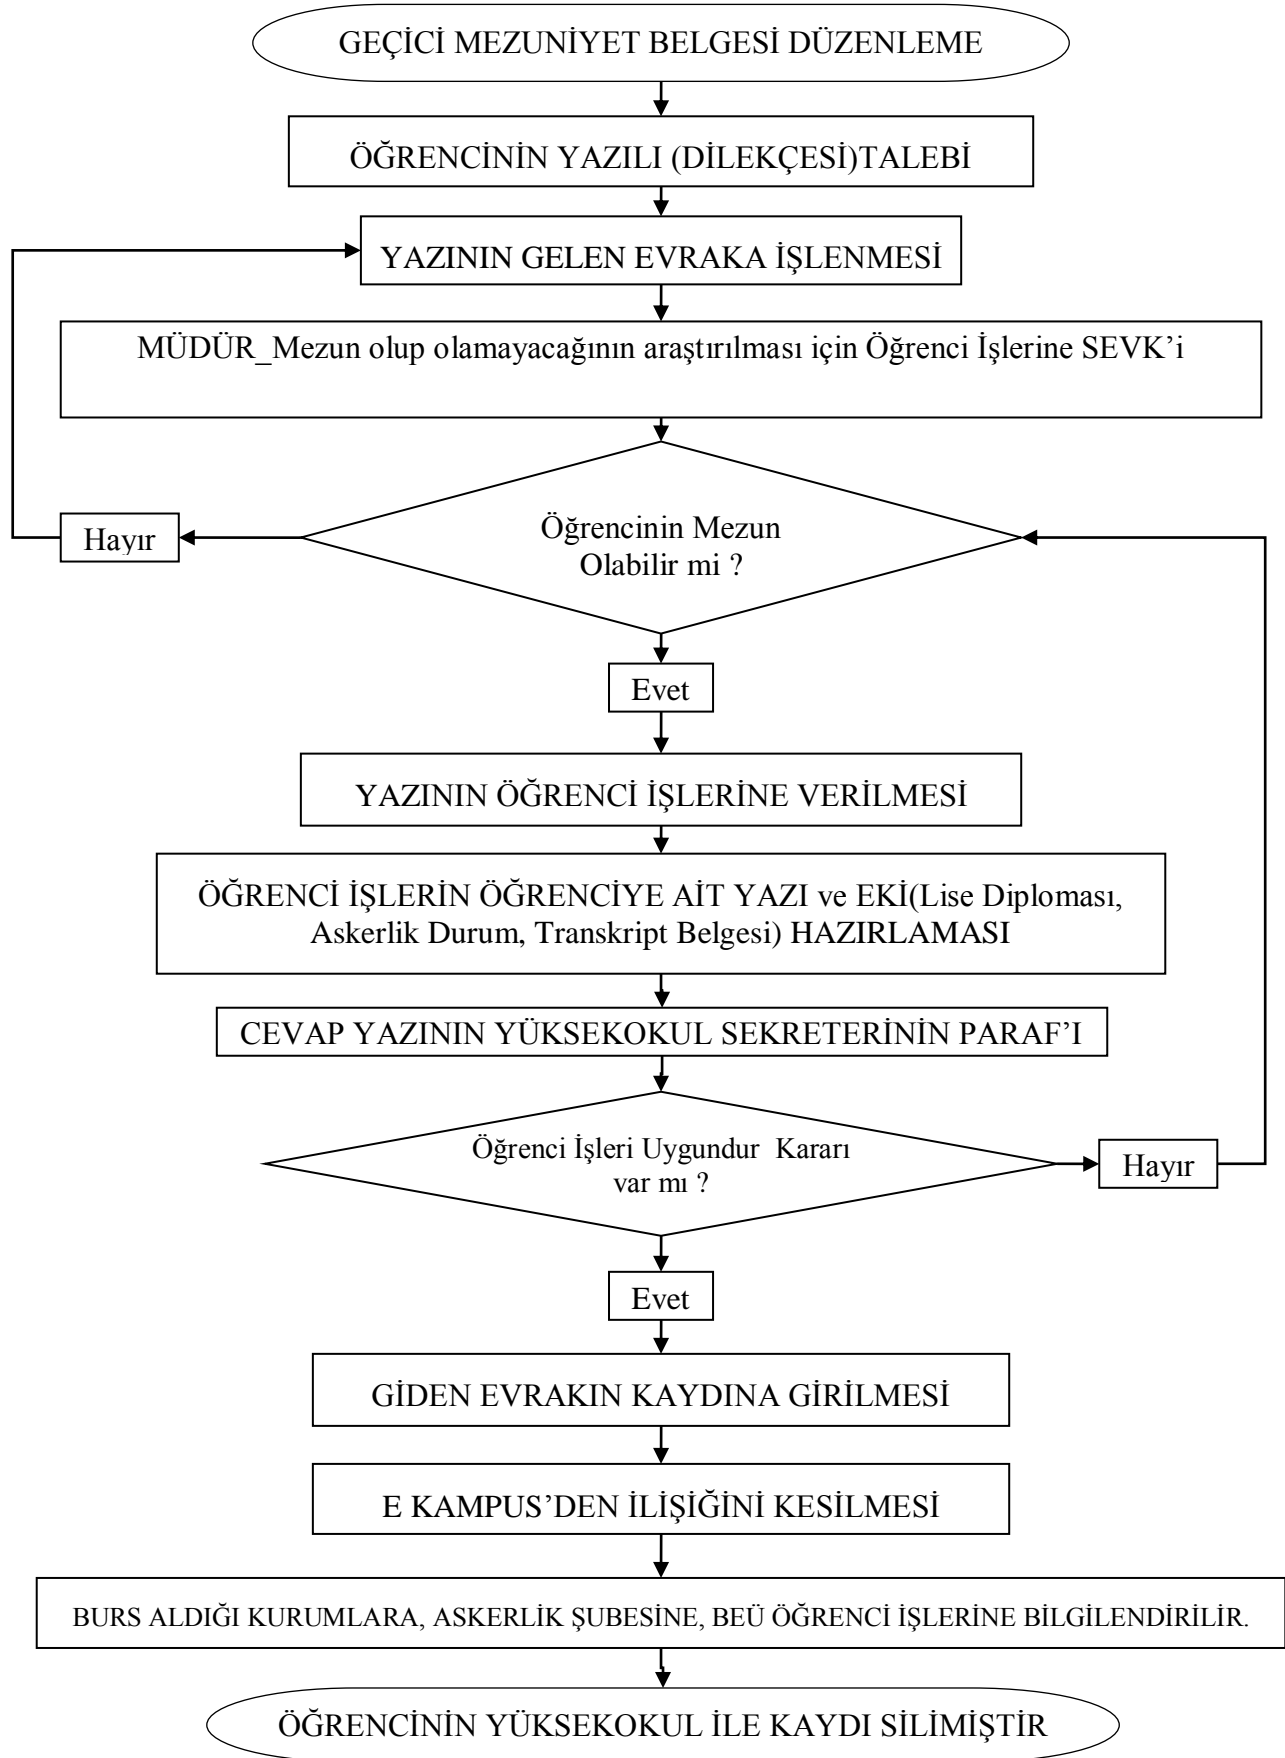 GEÇİCİ MEZUNİYET BELGESİ DÜZENLEME
ÖĞRENCİNİN YAZILI (DİLEKÇESİ)TALEBİ
YAZININ GELEN EVRAKA İŞLENMESİ
MÜDÜR_Mezun olup olamayacağının araştırılması için Öğrenci İşlerine SEVK’i
Öğrencinin Mezun
Olabilir mi ?
Hayır
Evet
YAZININ ÖĞRENCİ İŞLERİNE VERİLMESİ
ÖĞRENCİ İŞLERİN ÖĞRENCİYE AİT YAZI ve EKİ(Lise Diploması,
Askerlik Durum, Transkript Belgesi) HAZIRLAMASI
CEVAP YAZININ YÜKSEKOKUL SEKRETERİNİN PARAF’I
Öğrenci İşleri Uygundur  Kararı
var mı ?
Hayır
Evet
GİDEN EVRAKIN KAYDINA GİRİLMESİ
E KAMPUS’DEN İLİŞİĞİNİ KESİLMESİ
BURS ALDIĞI KURUMLARA, ASKERLİK ŞUBESİNE, BEÜ ÖĞRENCİ İŞLERİNE BİLGİLENDİRİLİR.
ÖĞRENCİNİN YÜKSEKOKUL İLE KAYDI SİLİMİŞTİR